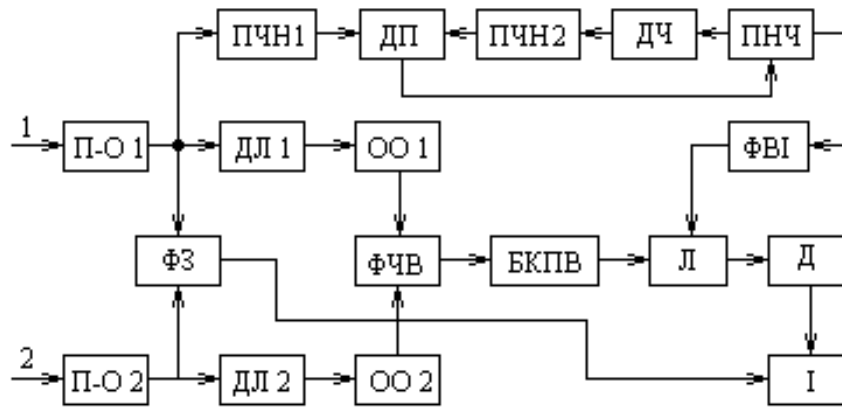 ПЧН1 ДП ПЧН2 ДЧ ПНЧ
1 П-О 1 ДЛ 1 ОО 1 ФВІ
ФЗ ФЧВ БКПВ Л Д
2 П-О 2 ДЛ 2 ОО 2 І